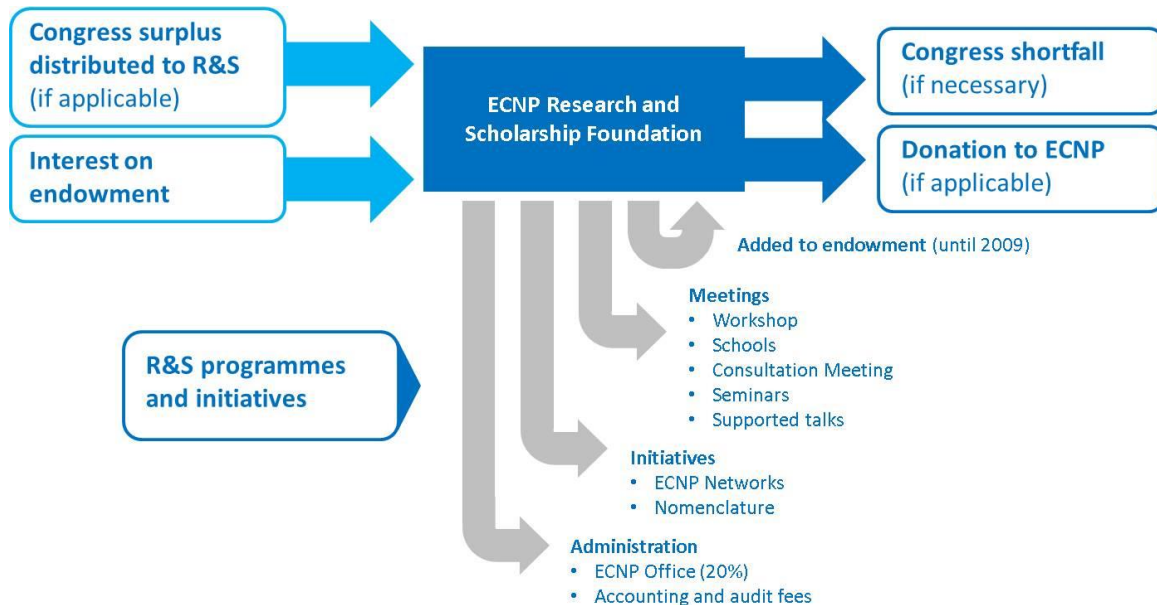 Congress surplus
distributed to R&S
(if applicable)
Interest on
endowment
ECNP Research and
Scholarship Foundation
Congress shortfall
(if necessary)
Donation to ECNP
(if applicable)
Added to endowment (until 2009)
Meetings
• Workshop
• Schools
• Consultation Meeting
• Seminars
• Supported talks
R&S programmes
and initiatives
Initiatives
• ECNP Networks
• Nomenclature
Administration
• ECNP Office (20%)
• Accounting and audit fees